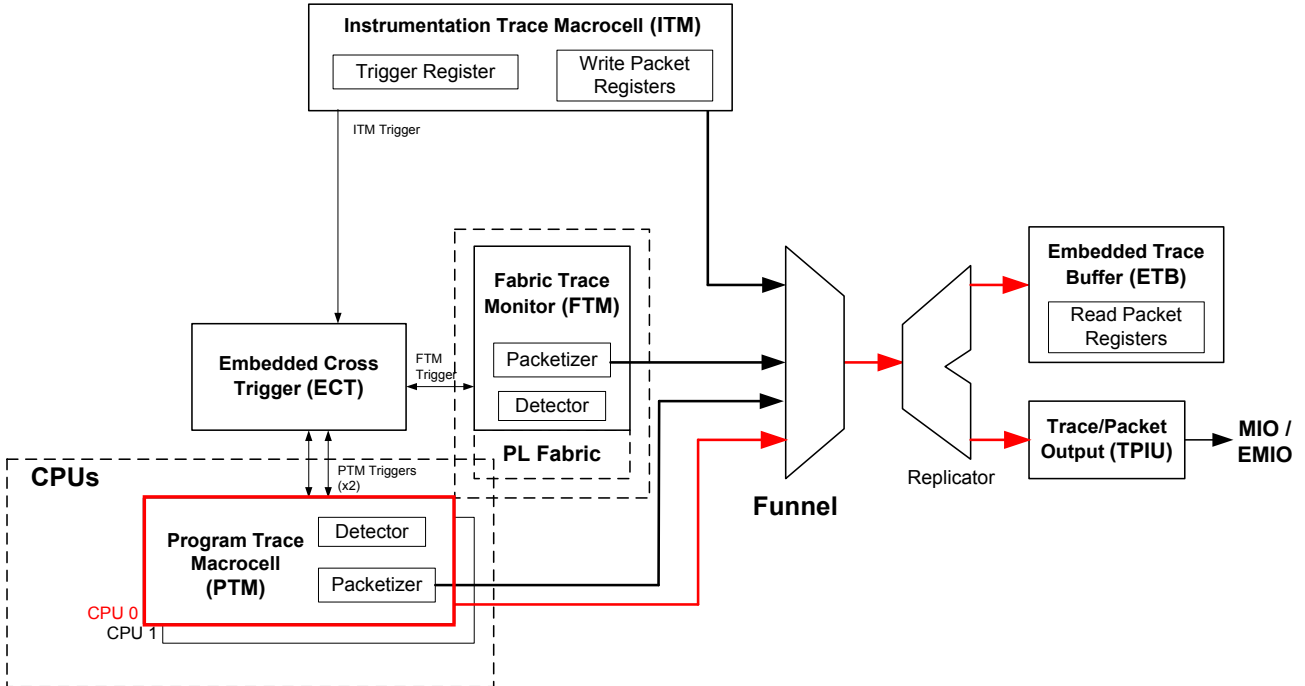 Instrumentation Trace Macrocell (ITM)
Trigger Register
Write Packet
Registers
ITM Trigger
Fabric Trace
Monitor (FTM)
Packetizer
Detector
PL Fabric
Embedded Cross
Trigger (ECT)
FTM
Trigger
PTM Triggers
(x2)
CPUs
Program Trace
Macrocell
(PTM)
Detector
Packetizer
CPU 0
CPU 1
Funnel
Replicator
Embedded Trace
Buffer (ETB)
Read Packet
Registers
Trace/Packet
Output (TPIU)
MIO /
EMIO